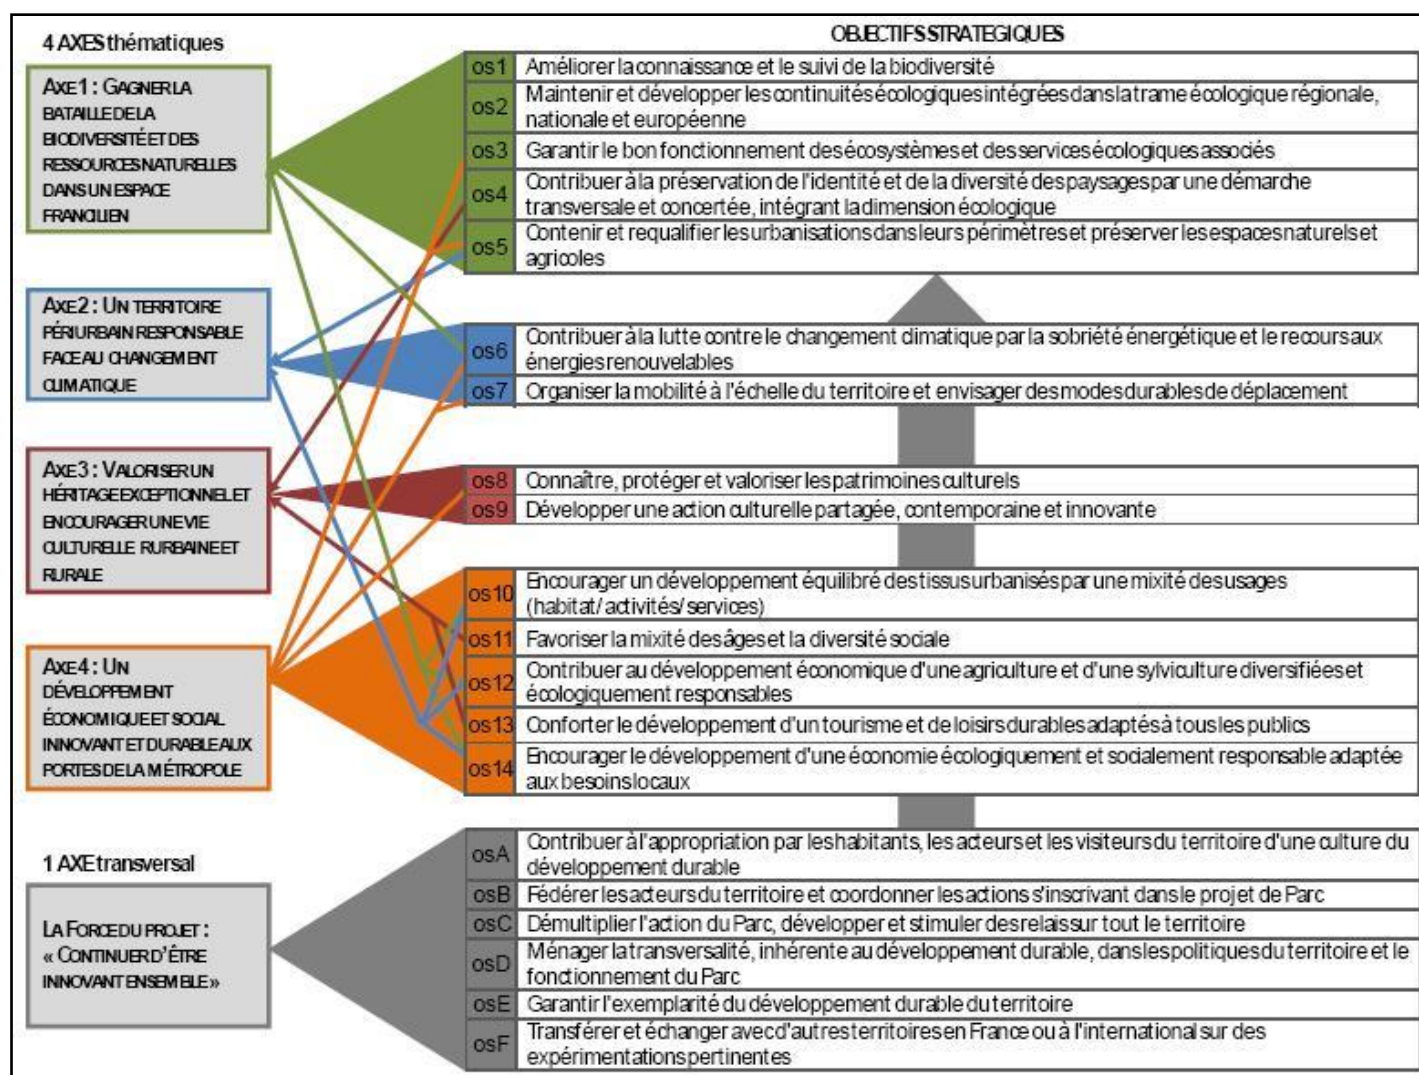 4 AXES thématiques
AXE 1 : GAGNER LA
BATAILLE DE LA
BIODIVERSITÉ ET DES
RESSOURCES NATURELLES
DANS UN ESPACE
FRANCILIEN
AXE 2 : UN TERRITOIRE
PÉRIURBAIN RESPONSABLE
FACE AU CHANGEMENT
CLIMATIQUE
AXE 3 : VALORISER UN
HÉRITAGE EXCEPTIONNEL ET
ENCOURAGER UNE VIE
CULTURELLE RURBAINE ET
RURALE
AXE 4 : UN
DÉVELOPPEMENT
ÉCONOMIQUE ET SOCIAL
INNOVANT ET DURABLE AUX
PORTES DE LA MÉTROPOLE
1 AXE transversal
LA FORCE DU PROJET :
« CONTINUER D'ÊTRE
INNOVANT ENSEMBLE »
OBJECTIFS STRATEGIQUES
os1 Améliorer la connaissance et le suivi de la biodiversité
os2 Maintenir et développer les continuités écologiques intégrées dans la trame écologique régionale,
nationale et européenne
os3 Garantir le bon fonctionnement des écosystèmes et des services écologiques associés
os4 Contribuer à la préservation de l'identité et de la diversité des paysages par une démarche
transversale et concertée, intégrant la dimension écologique
os5 Contenir et requalifier les urbanisations dans leurs périmètres et préserver les espaces naturels et
agricoles
os6 Contribuer à la lutte contre le changement climatique par la sobriété énergétique et le recours aux
énergies renouvelables
os7 Organiser la mobilité à l'échelle du territoire et envisager des modes durables de déplacement
os8 Connaître, protéger et valoriser les patrimoines culturels
os9 Développer une action culturelle partagée, contemporaine et innovante
os10 Encourager un développement équilibré des tissus urbanisés par une mixité des usages
(habitat/ activités/ services)
os11 Favoriser la mixité des âges et la diversité sociale
os12 Contribuer au développement économique d'une agriculture et d'une sylviculture diversifiées et
écologiquement responsables
os13 Conforter le développement d'un tourisme et de loisirs durables adaptés à tous les publics
os14 Encourager le développement d'une économie écologiquement et socialement responsable adaptée
aux besoins locaux
osA Contribuer à l'appropriation par les habitants, les acteurs et les visiteurs du territoire d'une culture du
développement durable
osB Fédérer les acteurs du territoire et coordonner les actions s'inscrivant dans le projet de Parc
osC Démultiplier l'action du Parc, développer et stimuler des relais sur tout le territoire
osD Ménager la transversalité, inhérente au développement durable, dans les politiques du territoire et le
fonctionnement du Parc
osE Garantir l'exemplarité du développement durable du territoire
osF Transférer et échanger avec d'autres territoires en France ou à l'international sur des
expérimentations pertinentes